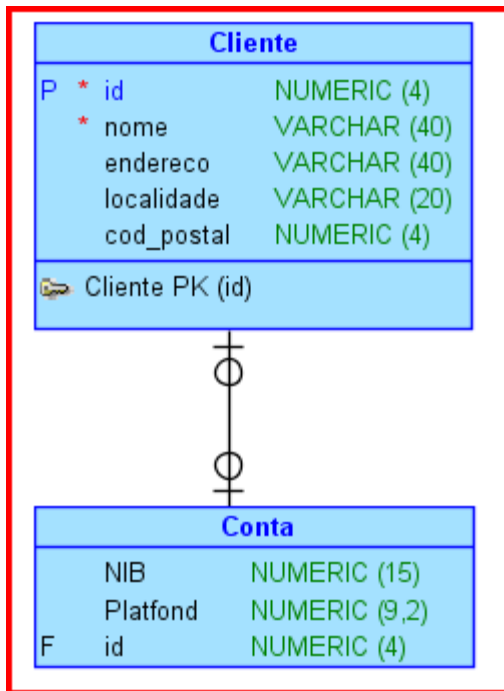 Cliente
P * id NUMERIC (4)
* nome VARCHAR (40)
endereco VARCHAR (40)
localidade VARCHAR (20)
cod_postal NUMERIC (4)
Cliente PK (id)
Conta
NIB NUMERIC (15)
Platfond NUMERIC (9,2)
F id NUMERIC (4)